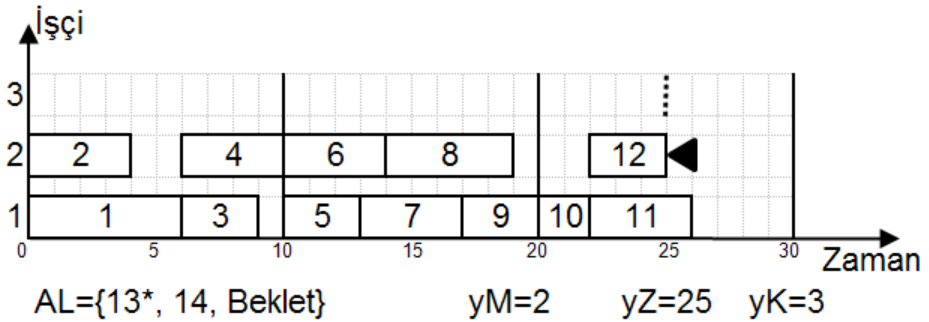 İşçi
3
2 2 4 6 8 12
1 1 3 5 7 9 10 11
0 5 10 15 20 25 30
Zaman
AL={13*, 14, Beklet} yM=2 yZ=25 yK=3